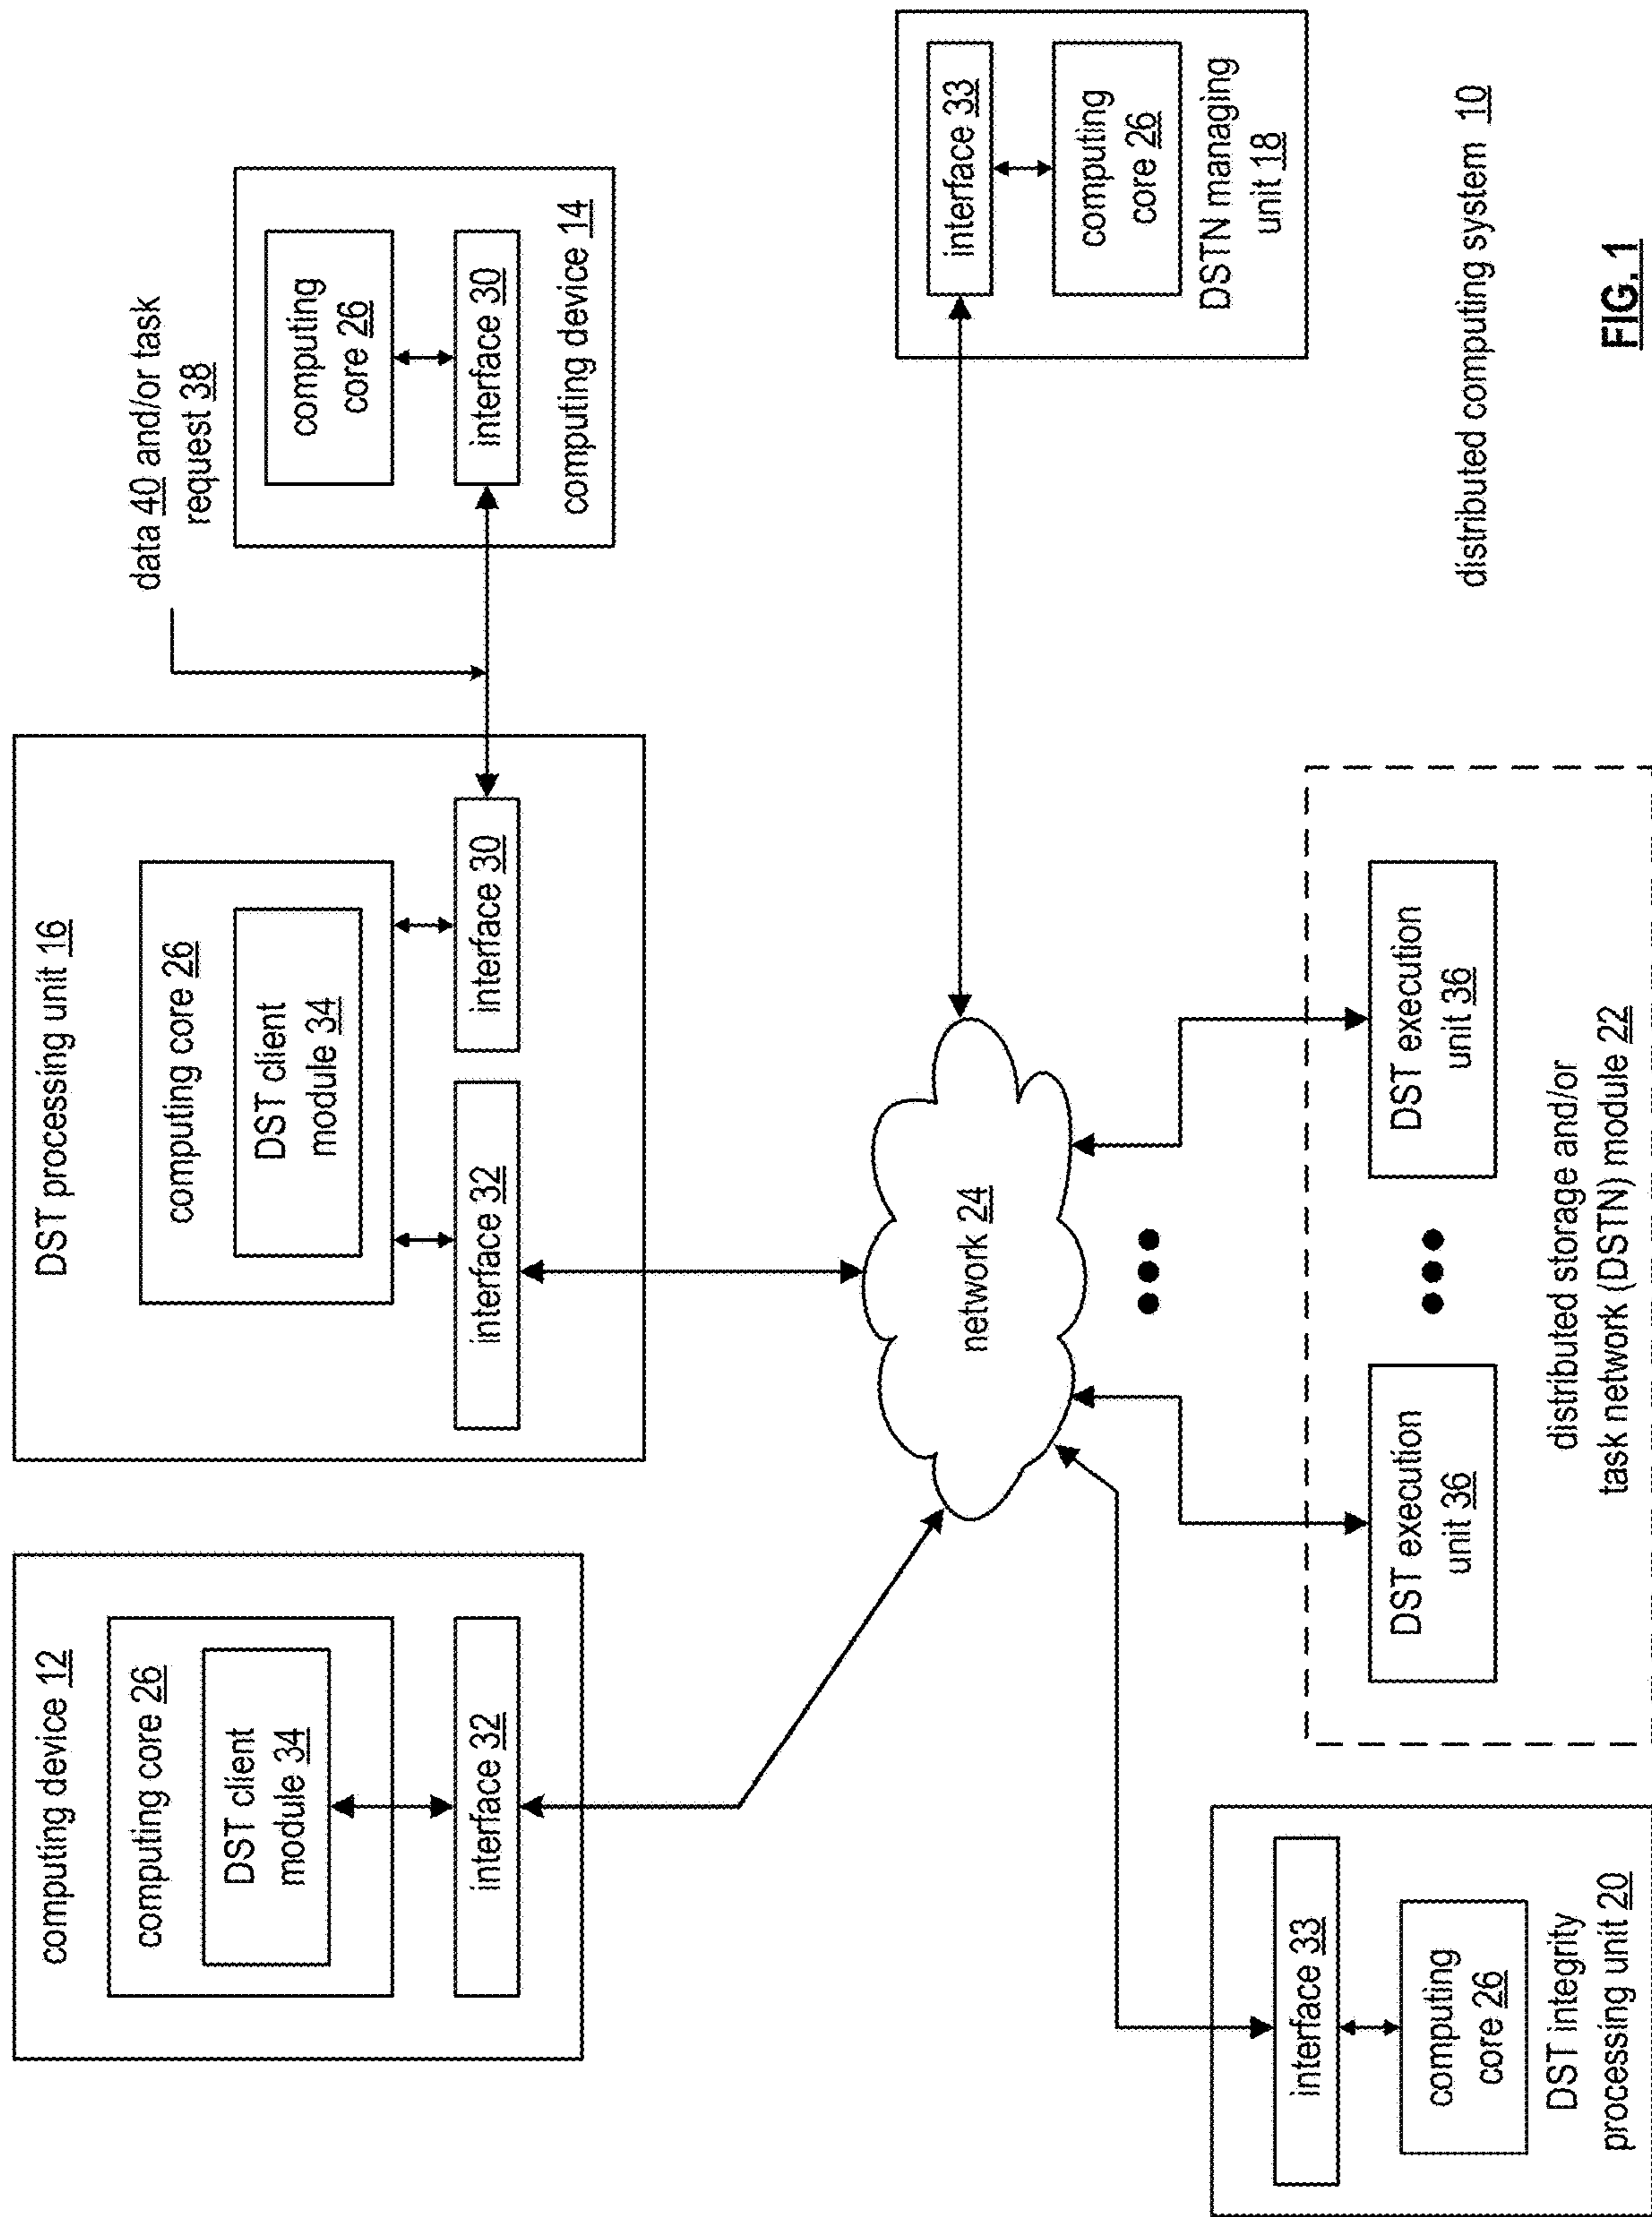 computing device 12
computing core 26
DST client
module 34
interface 32
DST processing unit 16
computing core 26
DST client
module 34
interface 32
interface 30
data 40 and/or task
request 38
computing
core 26
interface 30
computing device 14
network 24
interface 33
computing
core 26
DSTN managing
unit 18
interface 33
computing
core 26
DST integrity
processing unit 20
DST execution
unit 36
DST execution
unit 36
distributed storage and/or
task network (DSTN) module 22
distributed computing system 10
FIG. 1